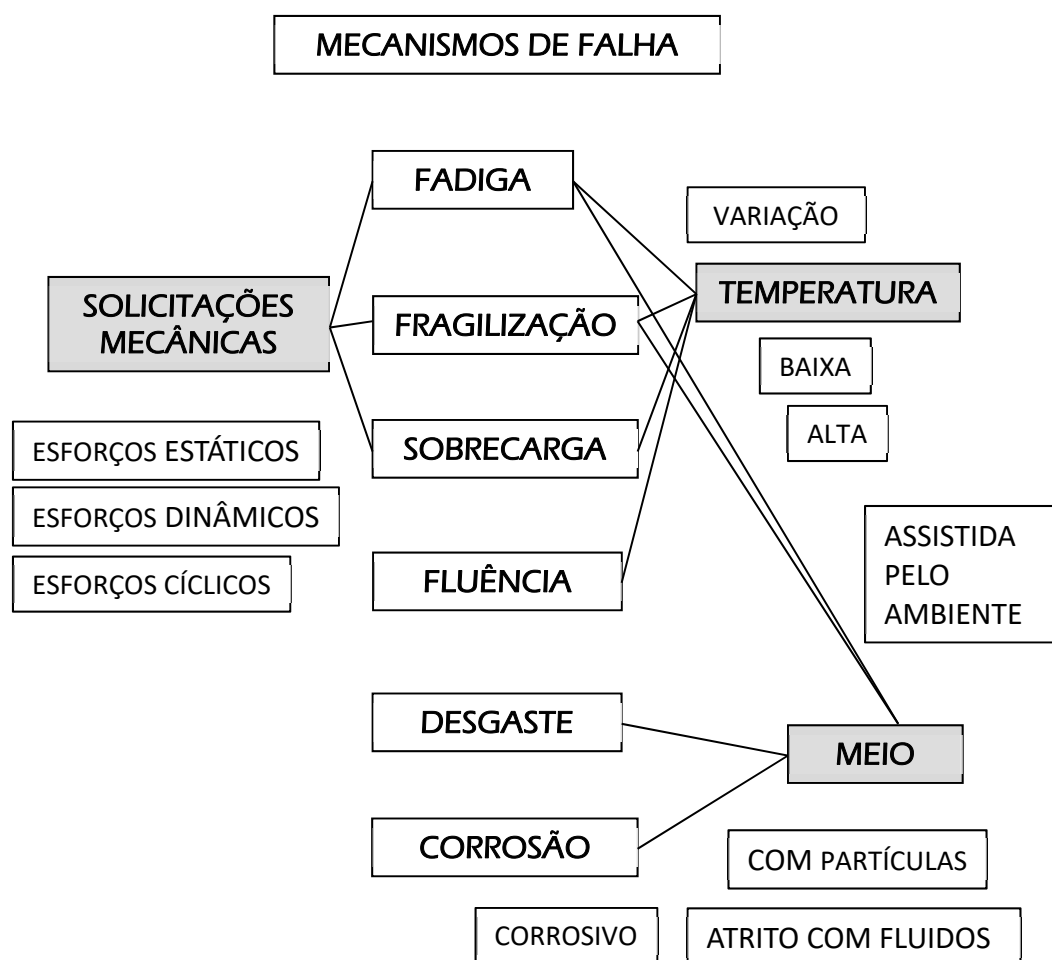 MECANISMOS DE FALHA
FADIGA
VARIAÇÃO
SOLICITAÇÕES
MECÂNICAS
TEMPERATURA
FRAGILIZAÇÃO
BAIXA
ALTA
SOBRECARGA
ESFORÇOS ESTÁTICOS
ESFORÇOS DINÂMICOS
ESFORÇOS CÍCLICOS
FLUÊNCIA
ASSISTIDA
PELO
AMBIENTE
DESGASTE
MEIO
CORROSÃO
COM PARTÍCULAS
CORROSIVO
ATRITO COM FLUIDOS